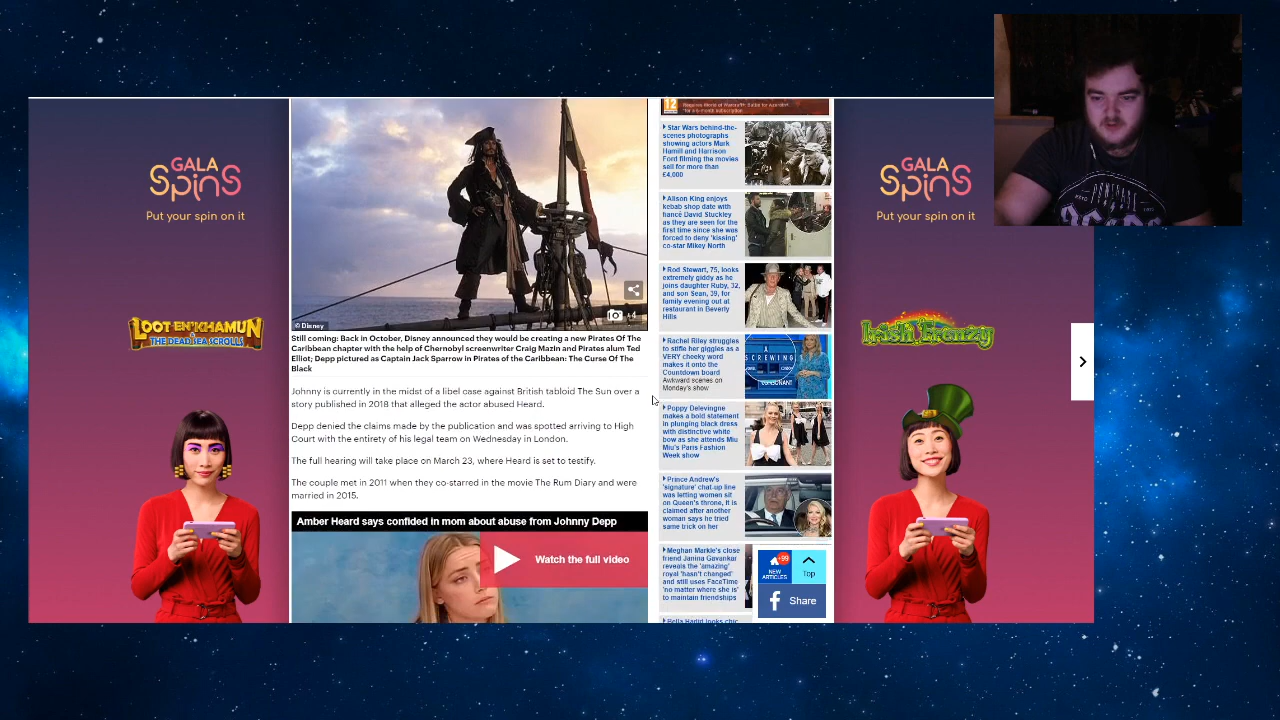 GALA
SpinS
Put your spin on it
LOOT EN'KHAMUN
& THE DEAD SEA SCROLLS
© Disney
+4
Still coming: Back in October, Disney announced they would be creating a new Pirates Of The
Caribbean chapter with the help of Chernobyl screenwriter Craig Mazin and Pirates alum Ted
Elliot; Depp pictured as Captain Jack Sparrow in Pirates of the Caribbean: The Curse Of The
Black
Johnny is currently in the midst of a libel case against British tabloid The Sun over a
story published in 2018 that alleged the actor abused Heard.
Depp denied the claims made by the publication and was spotted arriving to High
Court with the entirety of his legal team on Wednesday in London.
The full hearing will take place on March 23, where Heard is set to testify.
The couple met in 2011 when they co-starred in the movie The Rum Diary and were
married in 2015.
Amber Heard says confided in mom about abuse from Johnny Depp
Watch the full video
12
Requires World of Warcraft®: Battle for Azeroth®
Star Wars behind-the-
scenes photographs
showing actors Mark
Hamill and Harrison
Ford filming the movies
sell for more than
£4,000
Alison King enjoys
kebab shop date with
fiancé David Stuckley
as they are seen for the
first time since she was
forced to deny 'kissing'
co-star Mikey North
Rod Stewart, 75, looks
extremely giddy as he
joins daughter Ruby, 32,
and son Sean, 39, for
family evening out at
restaurant in Beverly
Hills
Rachel Riley struggles
to stifle her giggles as a
VERY cheeky word
makes it onto the
Countdown board
Awkward scenes on
Monday's show
A
SCREWING
CONSONANT
Poppy Delevingne
makes a bold statement
in plunging black dress
with distinctive white
bow as she attends Miu
Miu's Paris Fashion
Week show
Prince Andrew's
'signature' chat-up line
was letting women sit
on Queen's throne, it is
claimed after another
woman says he tried
same trick on her
Meghan Markle's close
friend Janina Gavankar
reveals the 'amazing'
royal 'hasn't changed'
and still uses FaceTime
'no matter where she is'
to maintain friendships
Bella Hadid looks chic
+99
NEW
ARTICLES
Top
Share
GALA
SpinS
Put your spin on it
Irish Frenzy